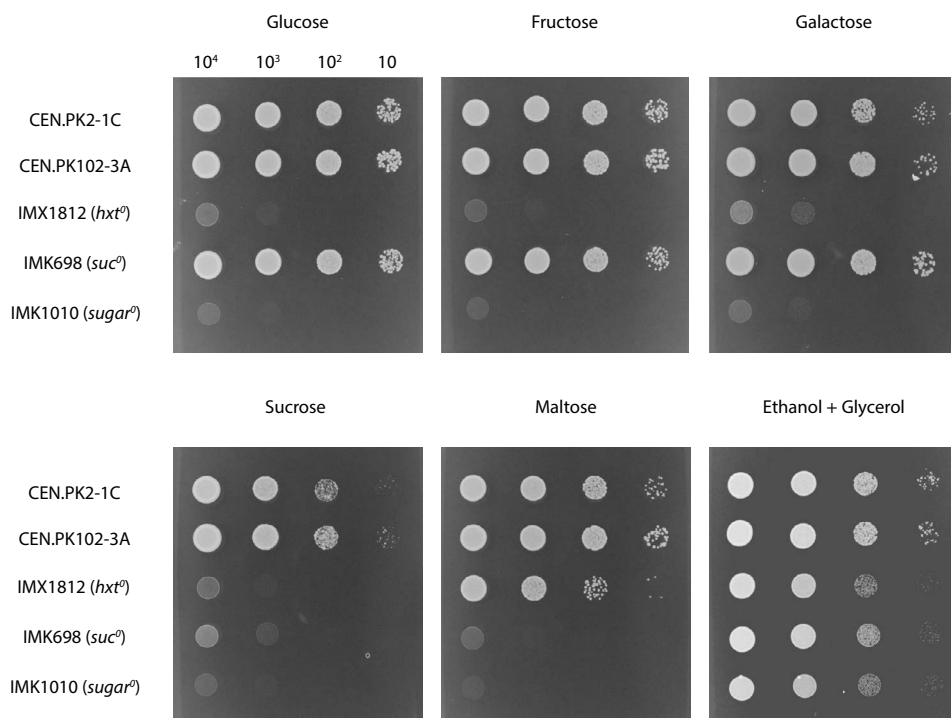 Glucose Fructose Galactose
10⁴ 10³ 10² 10
CEN.PK2-1C
CEN.PK102-3A
IMX1812 (hxt⁰)
IMK698 (suc⁰)
IMK1010 (sugar⁰)
Sucrose Maltose Ethanol + Glycerol
CEN.PK2-1C
CEN.PK102-3A
IMX1812 (hxt⁰)
IMK698 (suc⁰)
IMK1010 (sugar⁰)